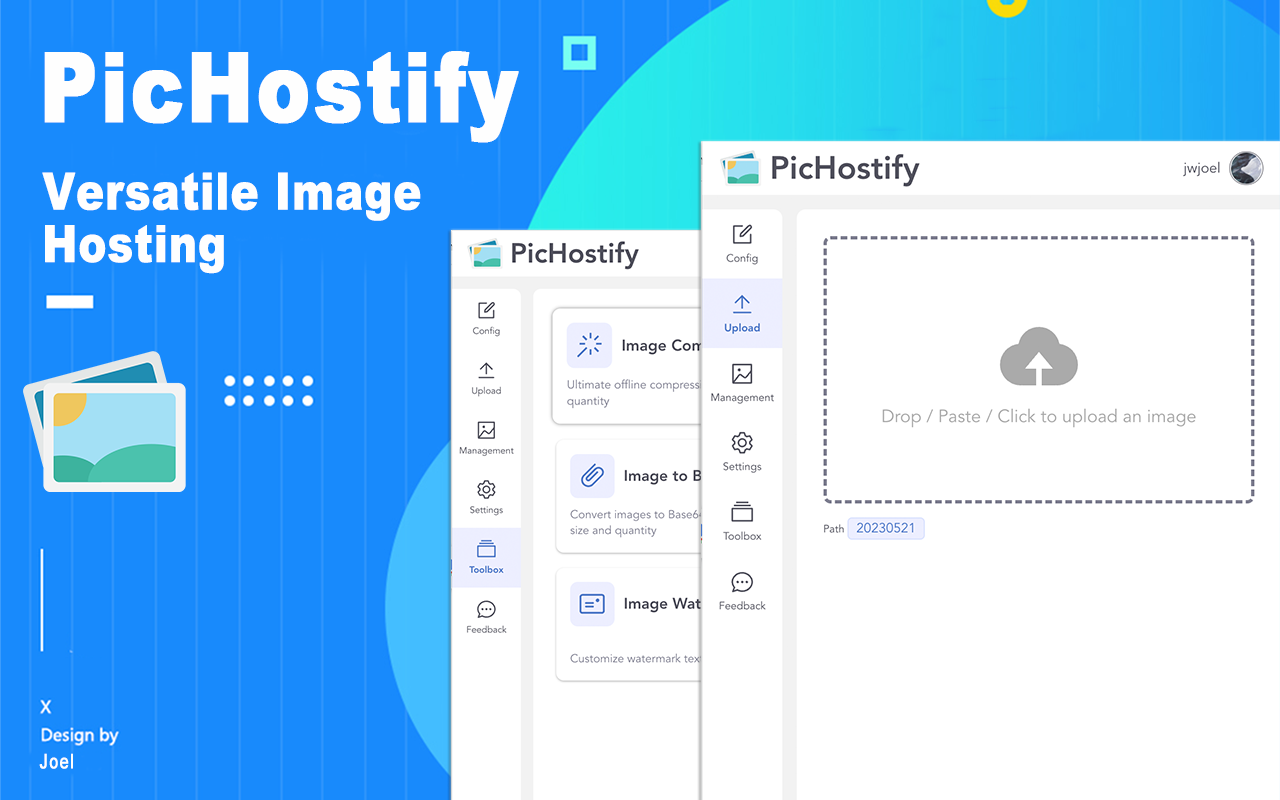 PicHostify
Versatile Image
Hosting
X
Design by
Joel
PicHostify
Config
Upload
Management
Settings
Toolbox
Feedback
Image Com
Ultimate offline compress
quantity
Image to B
Convert images to Base64
size and quantity
Image Wat
Customize watermark text
PicHostify
jwjoel
Config
Upload
Management
Settings
Toolbox
Feedback
Drop / Paste / Click to upload an image
Path 20230521